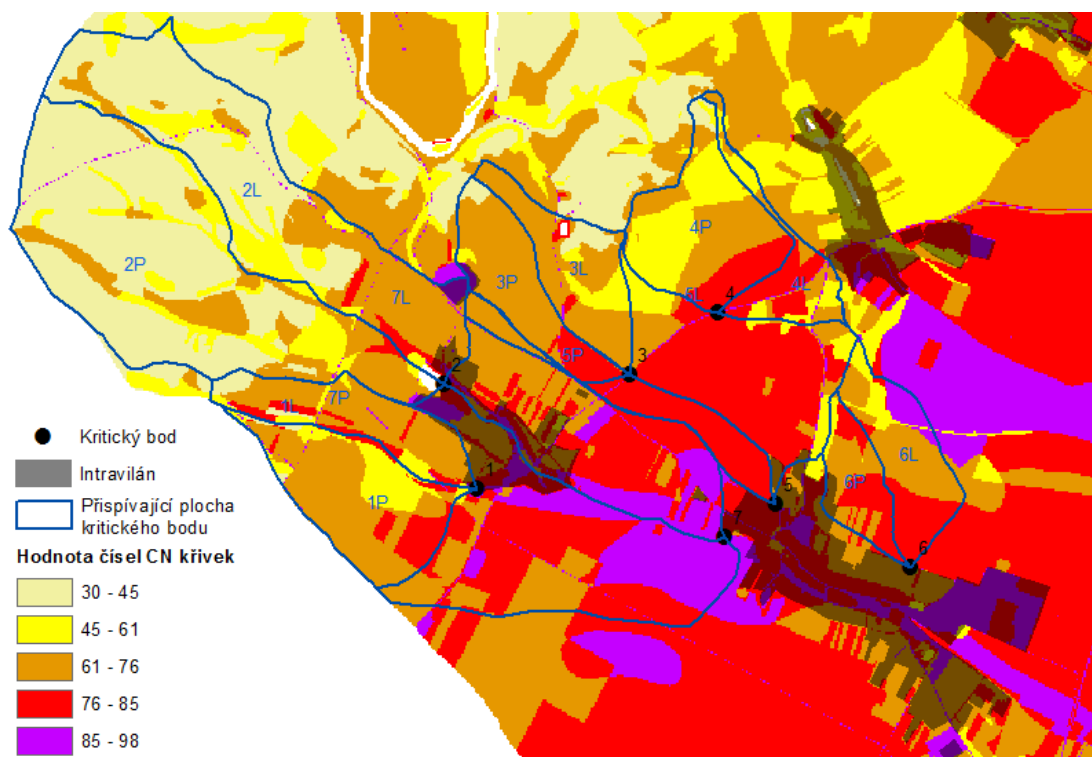 2L
2P
4P
3P
3L
7L
5L
4
4L
5P
3
2
7P
1L
1P
1
6L
6P
5
7
6
Kritický bod
Intravilán
Přispívající plocha
kritického bodu
Hodnota čísel CN křivek
30 - 45
45 - 61
61 - 76
76 - 85
85 - 98